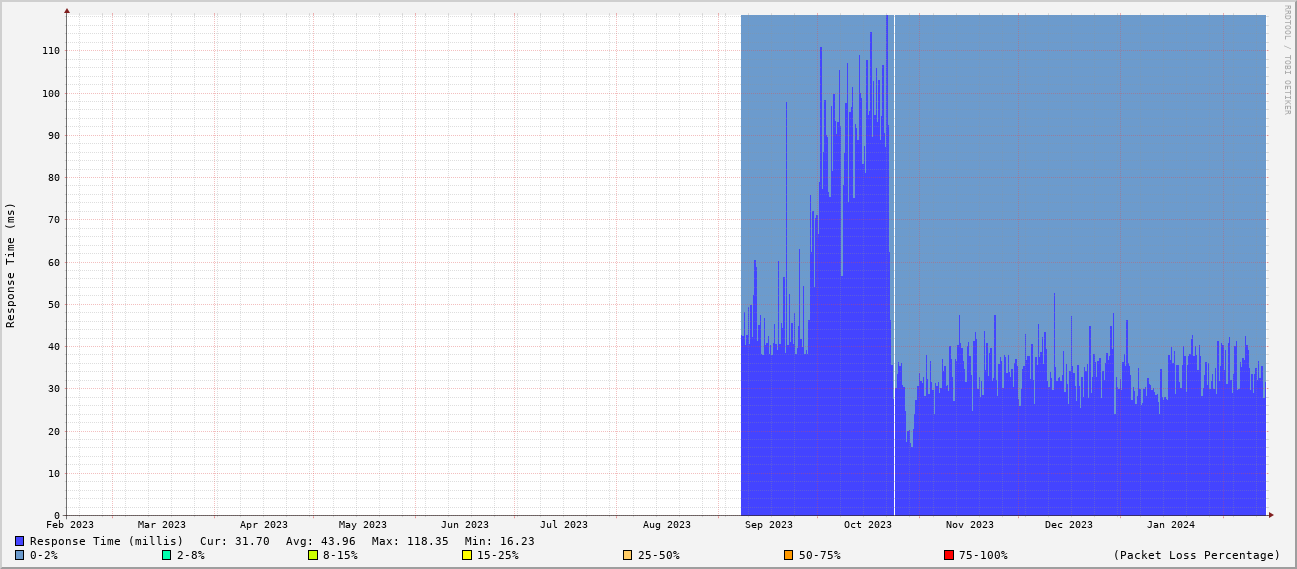 RRDTOOL / TOBI OETIKER
Response Time (ms)
110
100
90
80
70
60
50
40
30
20
10
0
Feb 2023 Mar 2023 Apr 2023 May 2023 Jun 2023 Jul 2023 Aug 2023 Sep 2023 Oct 2023 Nov 2023 Dec 2023 Jan 2024
Response Time (millis) Cur: 31.70 Avg: 43.96 Max: 118.35 Min: 16.23
0-2% 2-8% 8-15% 15-25% 25-50% 50-75% 75-100% (Packet Loss Percentage)